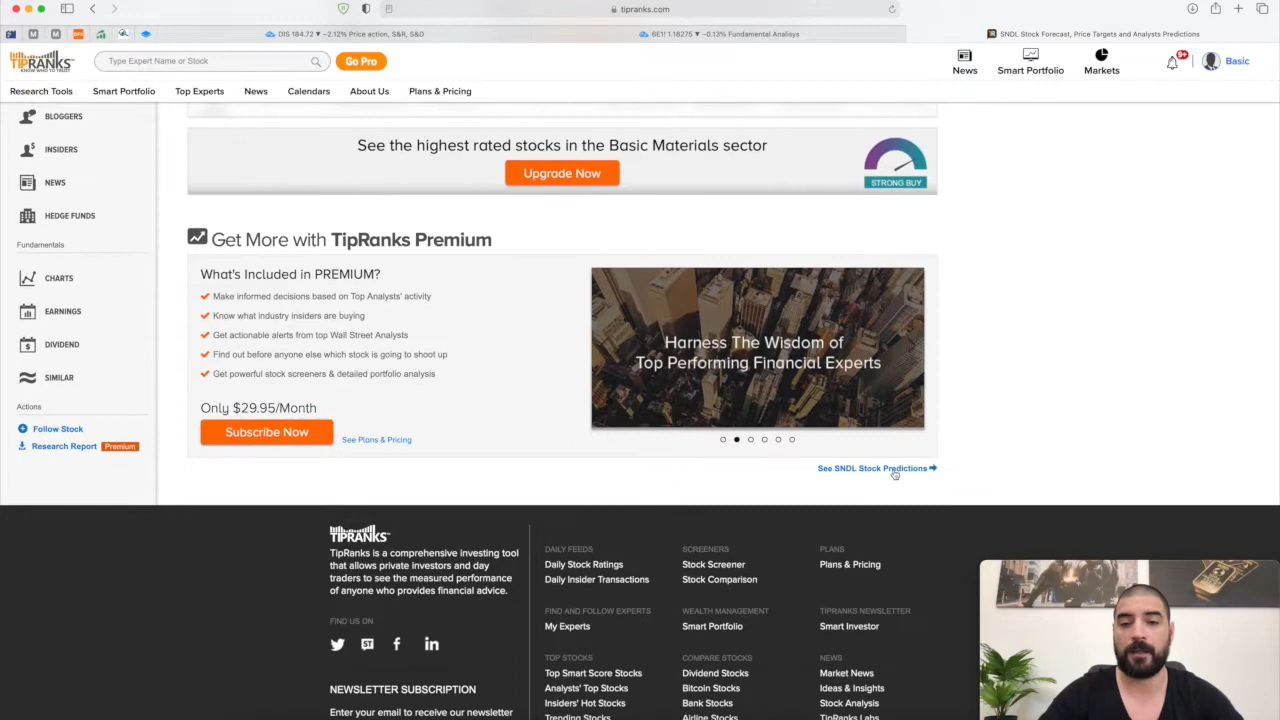 tipranks.com
DIS 184.72 ▼ −2.12% Price action, S&R, S&D
6E1! 1.18275 ▼ −0.13% Fundamental Analisys
SNDL Stock Forecast, Price Targets and Analysts Predictions
TIPRANKS
KNOW WHO TO TRUST
Type Expert Name or Stock
Go Pro
News
Smart Portfolio
Markets
9+
Basic
Research Tools
Smart Portfolio
Top Experts
News
Calendars
About Us
Plans & Pricing
BLOGGERS
INSIDERS
NEWS
HEDGE FUNDS
Fundamentals
CHARTS
EARNINGS
DIVIDEND
SIMILAR
Actions
Follow Stock
Research Report Premium
See the highest rated stocks in the Basic Materials sector
Upgrade Now
STRONG BUY
Get More with TipRanks Premium
What's Included in PREMIUM?
Make informed decisions based on Top Analysts' activity
Know what industry insiders are buying
Get actionable alerts from top Wall Street Analysts
Find out before anyone else which stock is going to shoot up
Get powerful stock screeners & detailed portfolio analysis
Only $29.95/Month
Subscribe Now
See Plans & Pricing
Harness The Wisdom of
Top Performing Financial Experts
See SNDL Stock Predictions
TIPRANKS
TipRanks is a comprehensive investing tool
that allows private investors and day
traders to see the measured performance
of anyone who provides financial advice.
FIND US ON
NEWSLETTER SUBSCRIPTION
Enter your email to receive our newsletter
DAILY FEEDS
Daily Stock Ratings
Daily Insider Transactions
FIND AND FOLLOW EXPERTS
My Experts
TOP STOCKS
Top Smart Score Stocks
Analysts' Top Stocks
Insiders' Hot Stocks
Trending Stocks
SCREENERS
Stock Screener
Stock Comparison
WEALTH MANAGEMENT
Smart Portfolio
COMPARE STOCKS
Dividend Stocks
Bitcoin Stocks
Bank Stocks
Airline Stocks
PLANS
Plans & Pricing
TIPRANKS NEWSLETTER
Smart Investor
NEWS
Market News
Ideas & Insights
Stock Analysis
TipRanks Labs